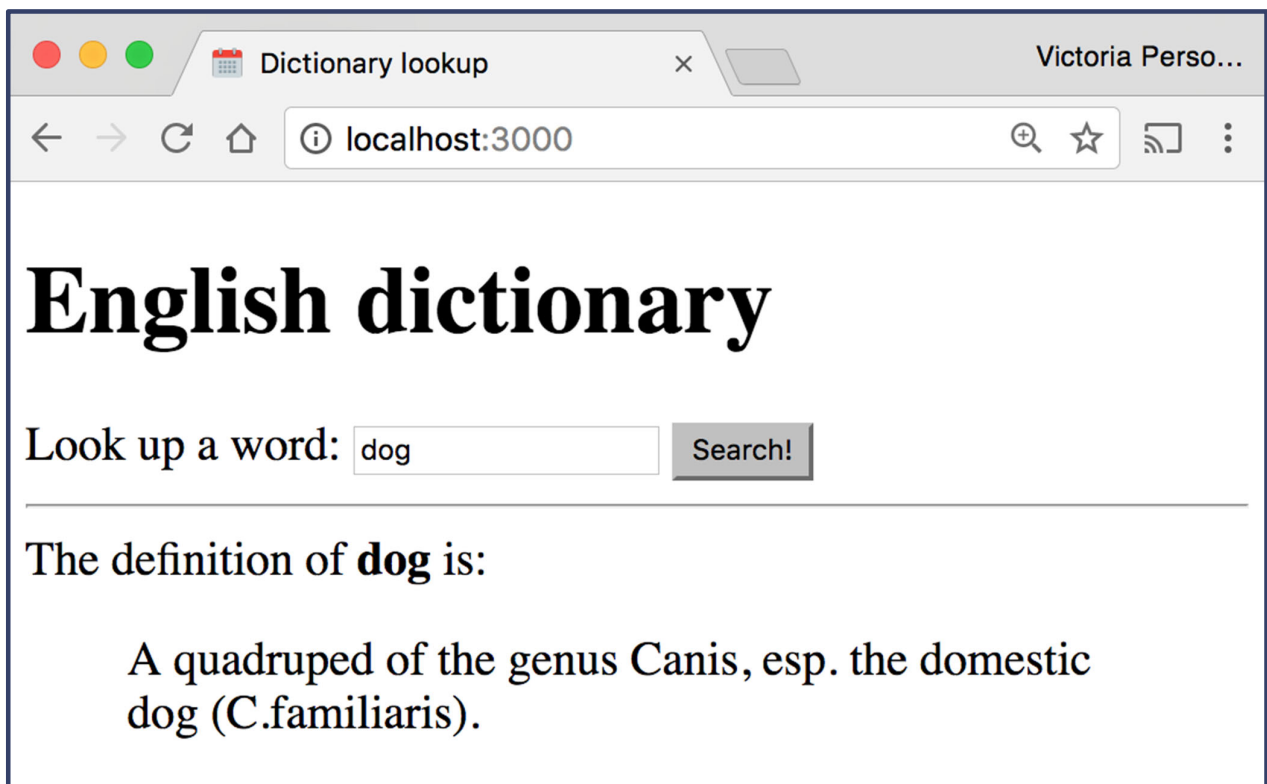 Dictionary lookup
Victoria Perso...
localhost:3000
English dictionary
Look up a word: dog Search!
The definition of dog is:
A quadruped of the genus Canis, esp. the domestic
dog (C.familiaris).